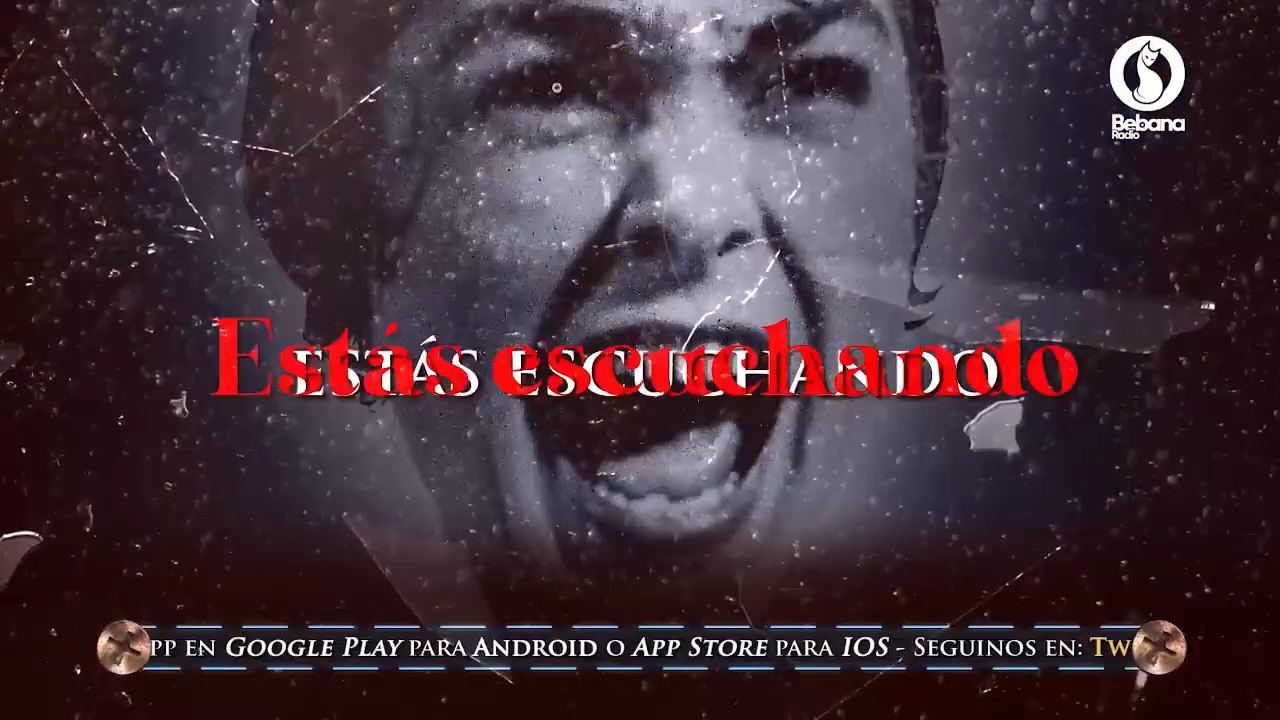 Bebana
Radio
Estás escuchando
ESTÁS ESCUCHANDO
PP EN GOOGLE PLAY PARA ANDROID O APP STORE PARA IOS - SEGUINOS EN: TW